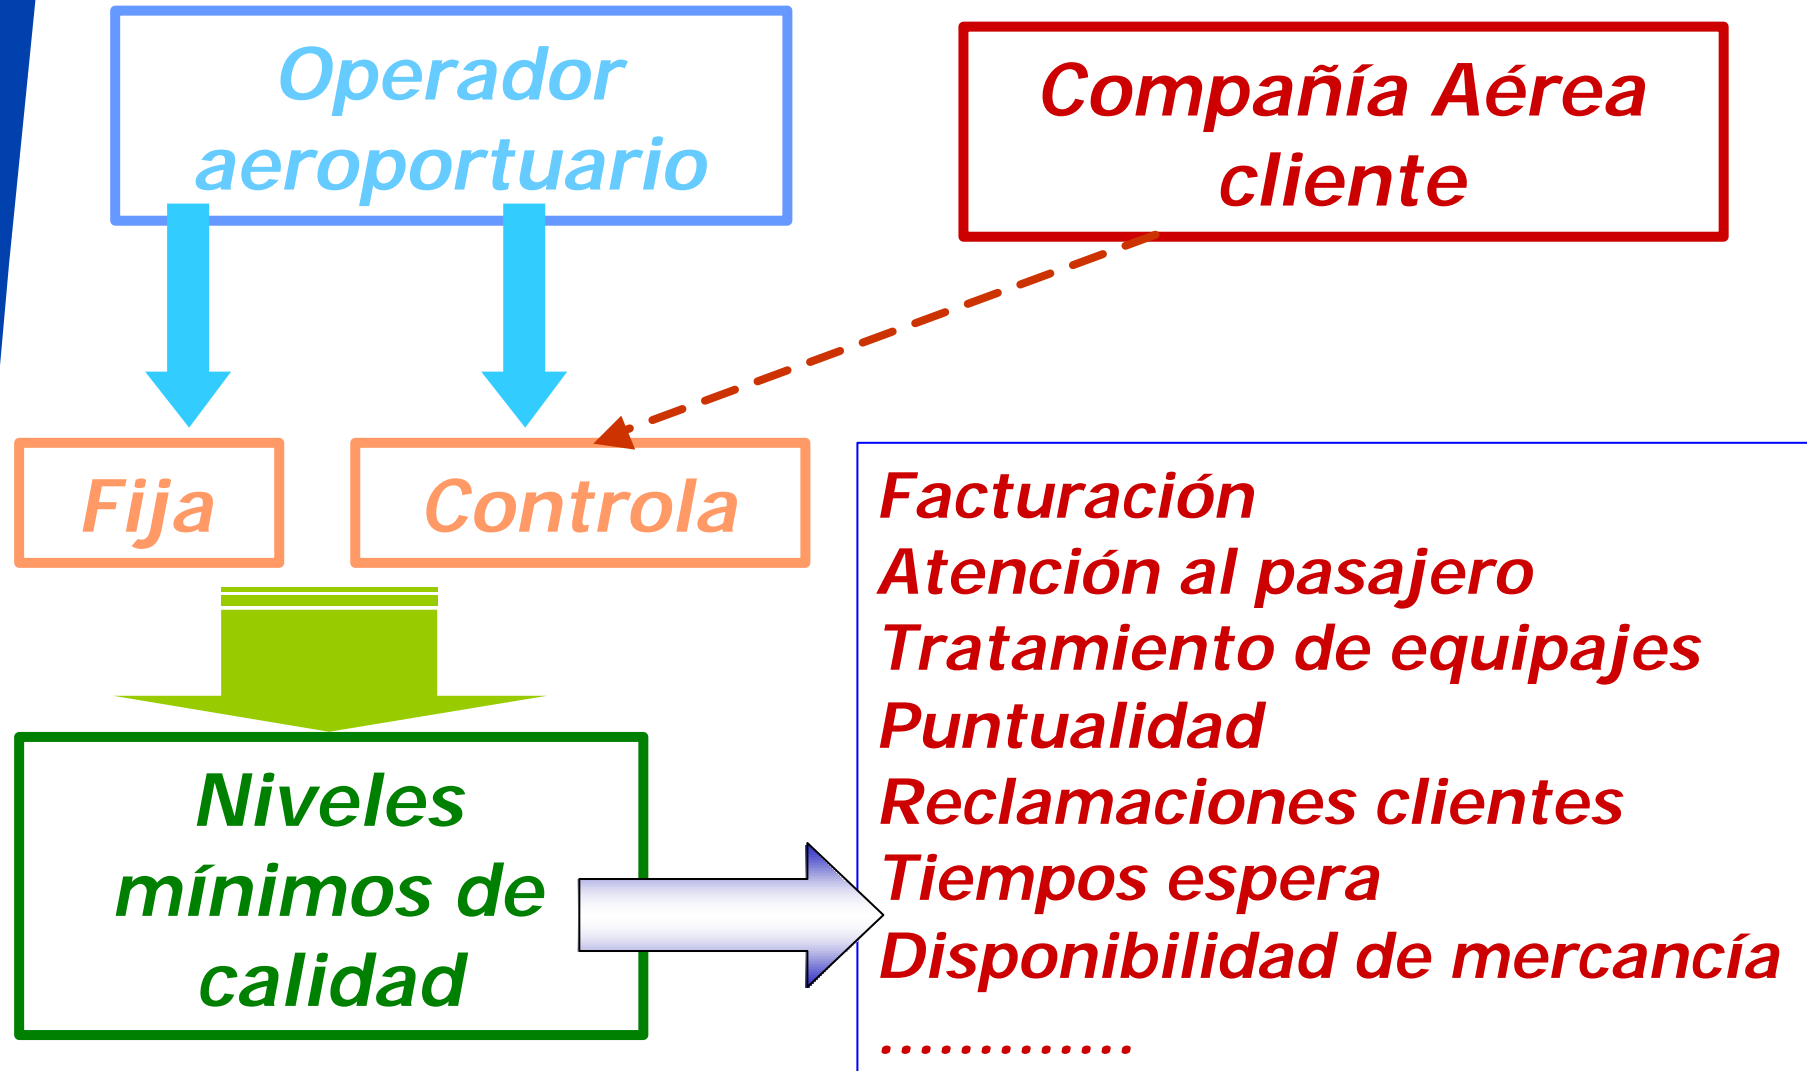 Operador
aeroportuario
Compañía Aérea
cliente
Fija
Controla
Niveles
mínimos de
calidad
Facturación
Atención al pasajero
Tratamiento de equipajes
Puntualidad
Reclamaciones clientes
Tiempos espera
Disponibilidad de mercancía
.............